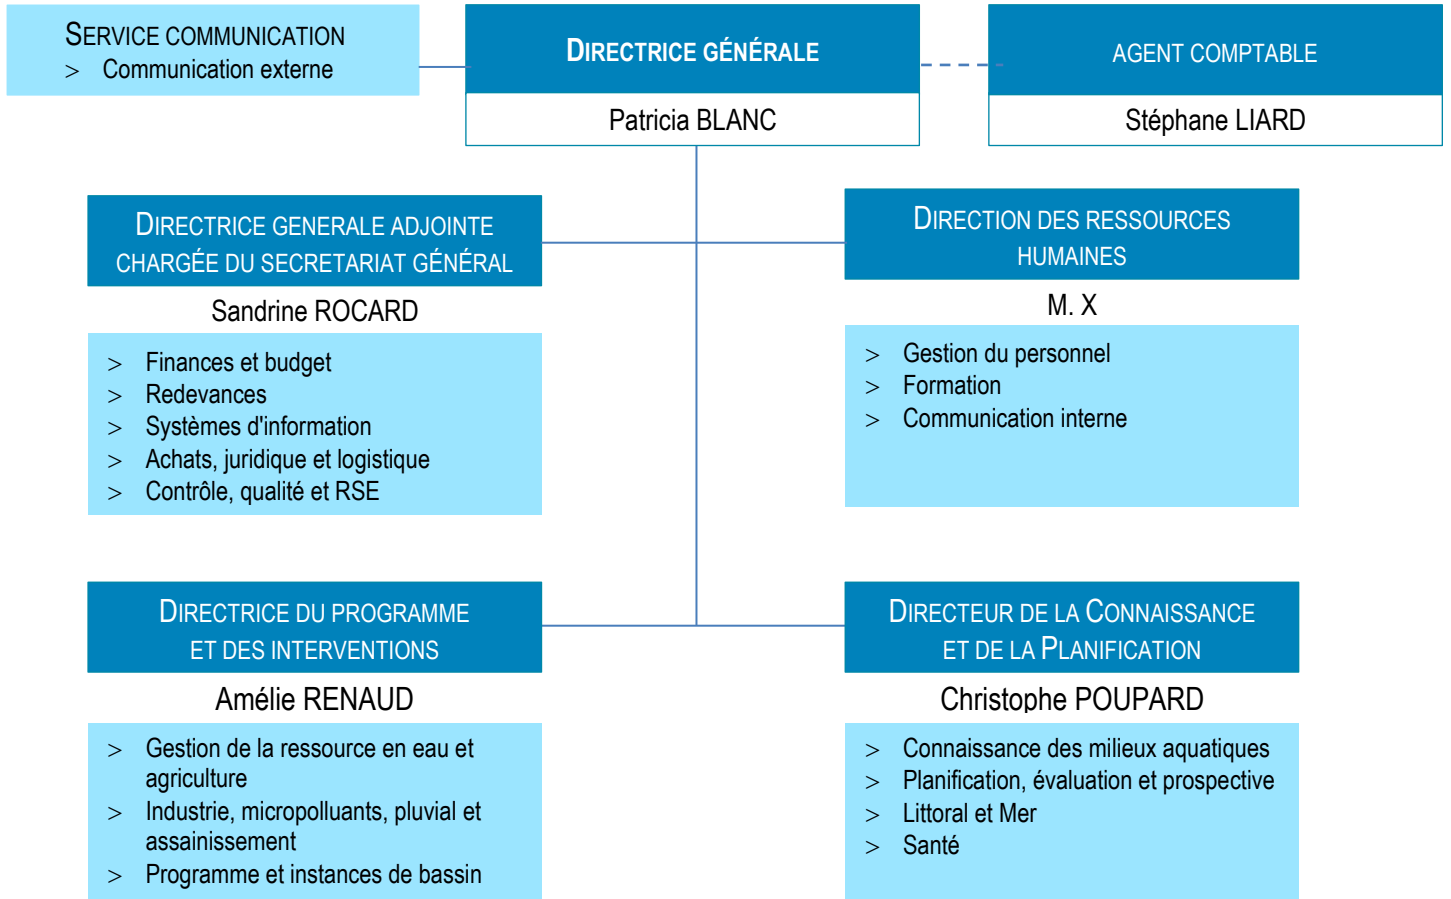 SERVICE COMMUNICATION
> Communication externe
DIRECTRICE GÉNÉRALE
Patricia BLANC
AGENT COMPTABLE
Stéphane LIARD
DIRECTRICE GENERALE ADJOINTE
CHARGÉE DU SECRETARIAT GÉNÉRAL
Sandrine ROCARD
> Finances et budget
> Redevances
> Systèmes d'information
> Achats, juridique et logistique
> Contrôle, qualité et RSE
DIRECTION DES RESSOURCES
HUMAINES
M. X
> Gestion du personnel
> Formation
> Communication interne
DIRECTRICE DU PROGRAMME
ET DES INTERVENTIONS
Amélie RENAUD
> Gestion de la ressource en eau et
agriculture
> Industrie, micropolluants, pluvial et
assainissement
> Programme et instances de bassin
DIRECTEUR DE LA CONNAISSANCE
ET DE LA PLANIFICATION
Christophe POUPARD
> Connaissance des milieux aquatiques
> Planification, évaluation et prospective
> Littoral et Mer
> Santé